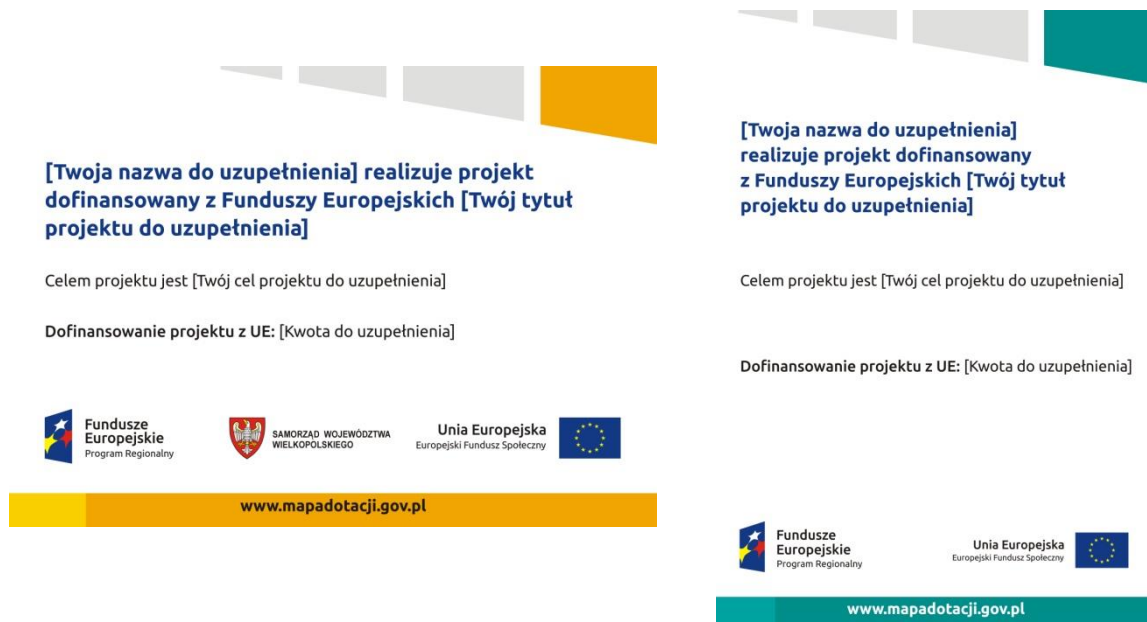 [Twoja nazwa do uzupełnienia] realizuje projekt
dofinansowany z Funduszy Europejskich [Twój tytuł
projektu do uzupełnienia]
Celem projektu jest [Twój cel projektu do uzupełnienia]
Dofinansowanie projektu z UE: [Kwota do uzupełnienia]
Fundusze
Europejskie
Program Regionalny
SAMORZĄD WOJEWÓDZTWA
WIELKOPOLSKIEGO
Unia Europejska
Europejski Fundusz Społeczny
www.mapadotacji.gov.pl
[Twoja nazwa do uzupełnienia]
realizuje projekt dofinansowany
z Funduszy Europejskich [Twój tytuł
projektu do uzupełnienia]
Celem projektu jest [Twój cel projektu do uzupełnienia]
Dofinansowanie projektu z UE: [Kwota do uzupełnienia]
Fundusze
Europejskie
Program Regionalny
Unia Europejska
Europejski Fundusz Społeczny
www.mapadotacji.gov.pl